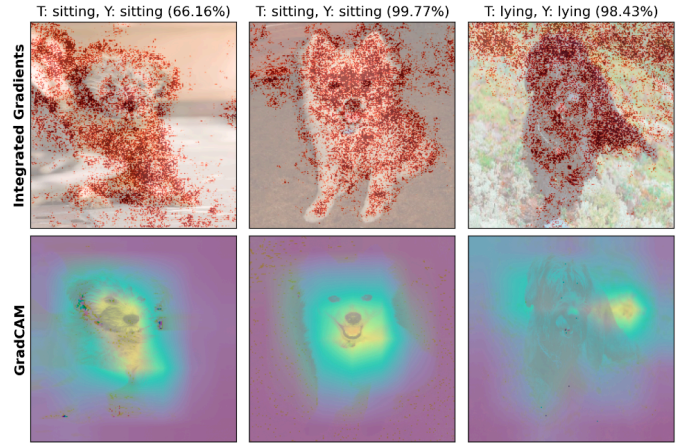 T: sitting, Y: sitting (66.16%)
T: sitting, Y: sitting (99.77%)
T: lying, Y: lying (98.43%)
Integrated Gradients
GradCAM